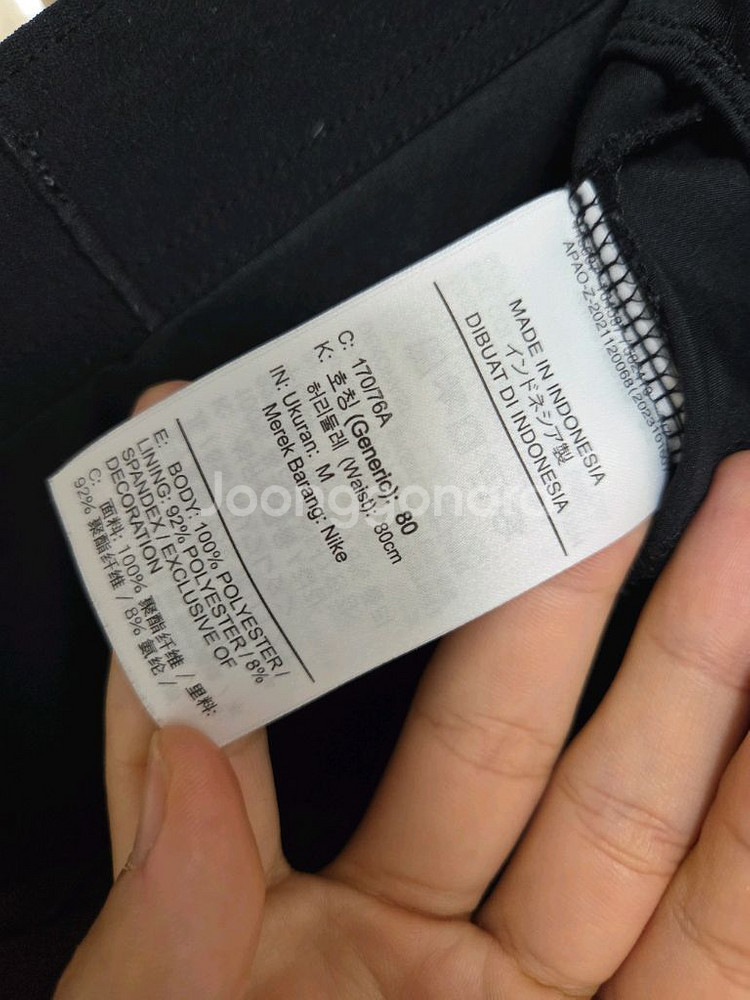 MADE IN INDONESIA
インドネシア製
DIBUAT DI INDONESIA
C: 170/76A
K: 호칭 (Generic): 80
허리둘레 (Waist): 80cm
IN: Ukuran: M
Merek Barang: Nike
E: BODY: 100% POLYESTER /
LINING: 92% POLYESTER / 8%
SPANDEX / EXCLUSIVE OF
DECORATION
C: 面料: 100% 聚酯纤维 / 里料:
92% 聚酯纤维 / 8% 氨纶 /
Joonggonara